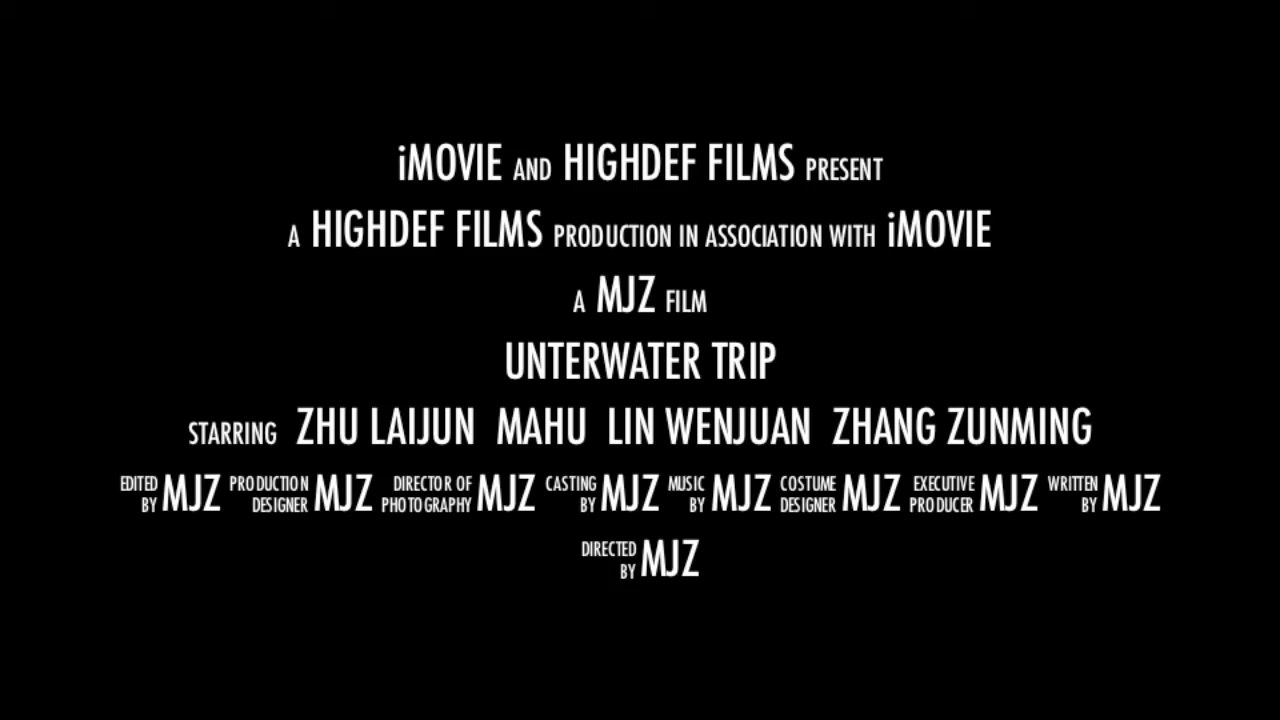 iMOVIE AND HIGHDEF FILMS PRESENT
A HIGHDEF FILMS PRODUCTION IN ASSOCIATION WITH iMOVIE
A MJZ FILM
UNTERWATER TRIP
STARRING ZHU LAIJUN MAHU LIN WENJUAN ZHANG ZUNMING
EDITED BY MJZ PRODUCTION DESIGNER MJZ DIRECTOR OF PHOTOGRAPHY MJZ CASTING BY MJZ MUSIC BY MJZ COSTUME DESIGNER MJZ EXECUTIVE PRODUCER MJZ WRITTEN BY MJZ
DIRECTED BY MJZ